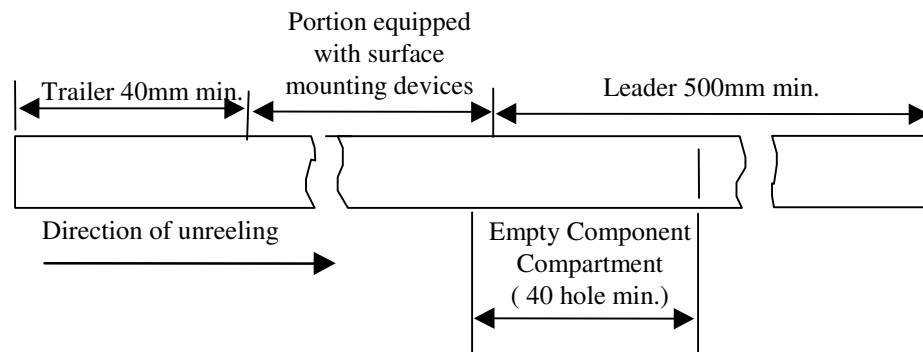 Portion equipped
with surface
mounting devices
Trailer 40mm min.
Leader 500mm min.
Direction of unreeling
Empty Component
Compartment
( 40 hole min.)